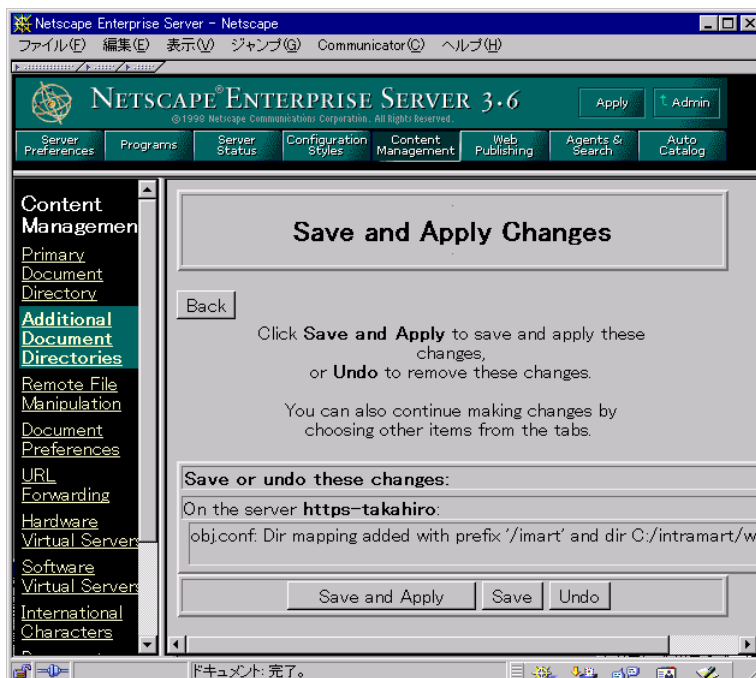 Netscape Enterprise Server - Netscape
ファイル(F) 編集(E) 表示(V) ジャンプ(G) Communicator(C) ヘルプ(H)
NETSCAPE® ENTERPRISE SERVER 3.6
©1998 Netscape Communications Corporation. All Rights Reserved.
Apply
Admin
Server Preferences
Programs
Server Status
Configuration Styles
Content Management
Web Publishing
Agents & Search
Auto Catalog
Content
Managemen
Primary
Document
Directory
Additional
Document
Directories
Remote File
Manipulation
Document
Preferences
URL
Forwarding
Hardware
Virtual Servers
Software
Virtual Servers
International
Characters
Save and Apply Changes
Back
Click Save and Apply to save and apply these
changes,
or Undo to remove these changes.
You can also continue making changes by
choosing other items from the tabs.
Save or undo these changes:
On the server https-takahiro:
obj.conf: Dir mapping added with prefix '/imart' and dir C:/intramart/w
Save and Apply
Save
Undo
ドキュメント: 完了。